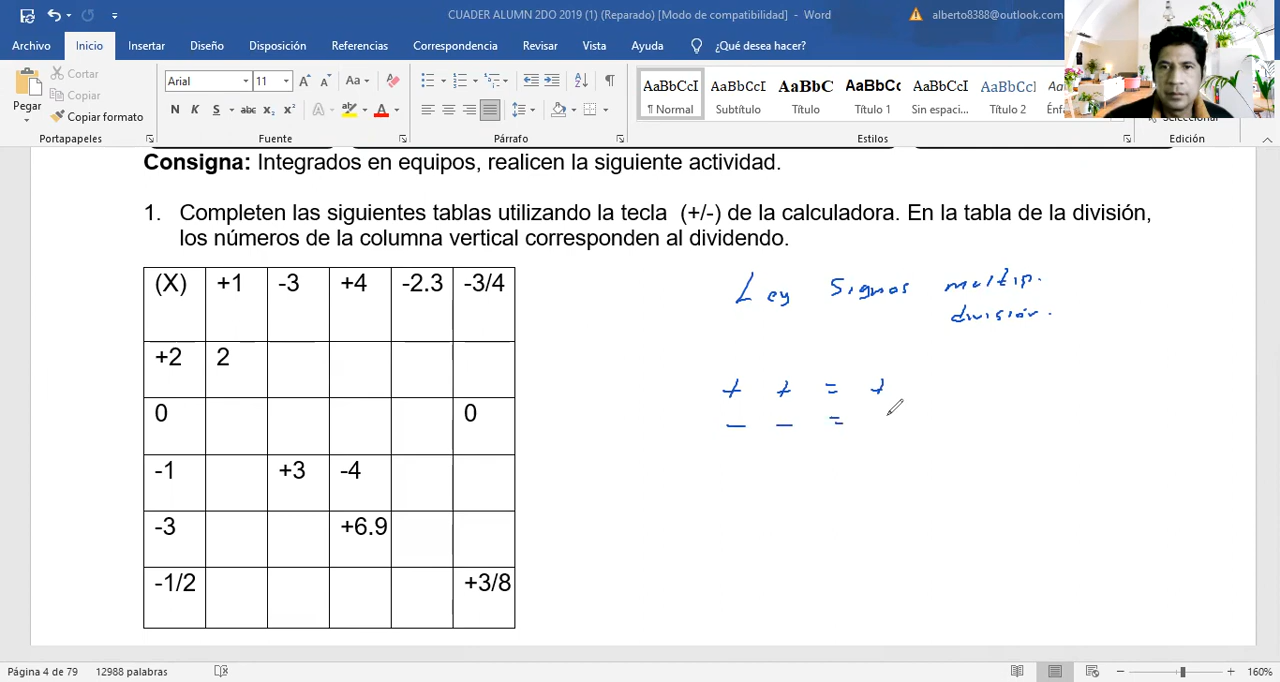 CUADER ALUMN 2DO 2019 (1) (Reparado) [Modo de compatibilidad] - Word
alberto8388@outlook.com
Archivo Inicio Insertar Diseño Disposición Referencias Correspondencia Revisar Vista Ayuda ¿Qué desea hacer?
Pegar
Cortar
Copiar
Copiar formato
Arial 11
Aa
N K S abc x₂ x² A A
AaBbCcI AaBbCcI AaBbC AaBbCc AaBbCcI AaBbCcI AaBbCcI
¶ Normal Subtítulo Título Título 1 Sin espaci... Título 2 Énf
Portapapeles Fuente Párrafo Estilos Edición
Consigna: Integrados en equipos, realicen la siguiente actividad.
1. Completen las siguientes tablas utilizando la tecla (+/-) de la calculadora. En la tabla de la división,
los números de la columna vertical corresponden al dividendo.
(X) +1 -3 +4 -2.3 -3/4
+2 2
0 0
-1 +3 -4
-3 +6.9
-1/2 +3/8
Ley Signos multip.
división.
+ + = +
- - =
Página 4 de 79 12988 palabras 160%